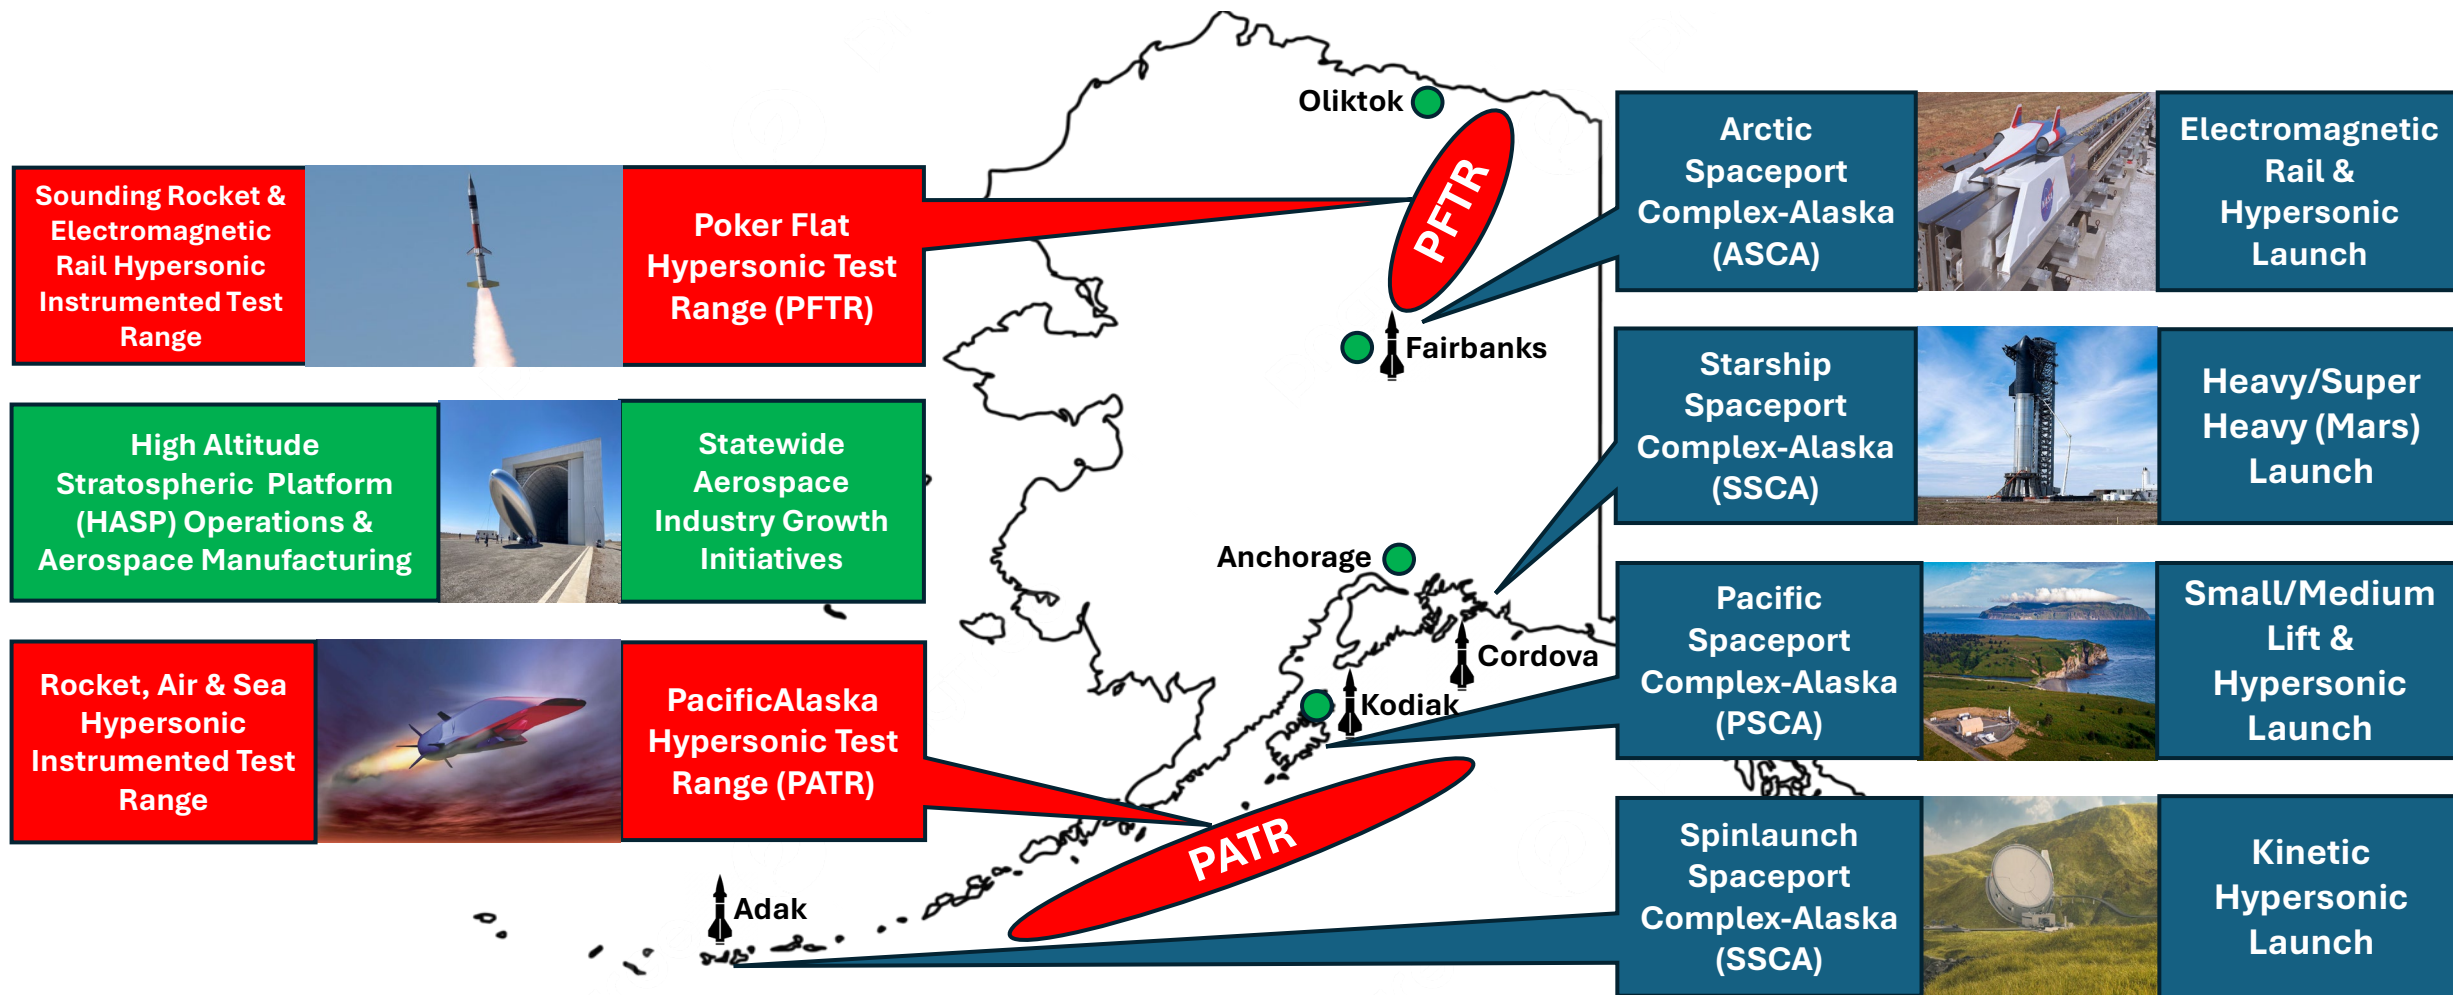 Sounding Rocket &
Electromagnetic
Rail Hypersonic
Instrumented Test
Range
Poker Flat
Hypersonic Test
Range (PFTR)
High Altitude
Stratospheric Platform
(HASP) Operations &
Aerospace Manufacturing
Statewide
Aerospace
Industry Growth
Initiatives
Rocket, Air & Sea
Hypersonic
Instrumented Test
Range
PacificAlaska
Hypersonic Test
Range (PATR)
Oliktok
PFTR
Fairbanks
Anchorage
Cordova
Kodiak
PATR
Adak
Arctic
Spaceport
Complex-Alaska
(ASCA)
NASA
Electromagnetic
Rail &
Hypersonic
Launch
Starship
Spaceport
Complex-Alaska
(SSCA)
Heavy/Super
Heavy (Mars)
Launch
Pacific
Spaceport
Complex-Alaska
(PSCA)
Small/Medium
Lift &
Hypersonic
Launch
Spinlaunch
Spaceport
Complex-Alaska
(SSCA)
Kinetic
Hypersonic
Launch